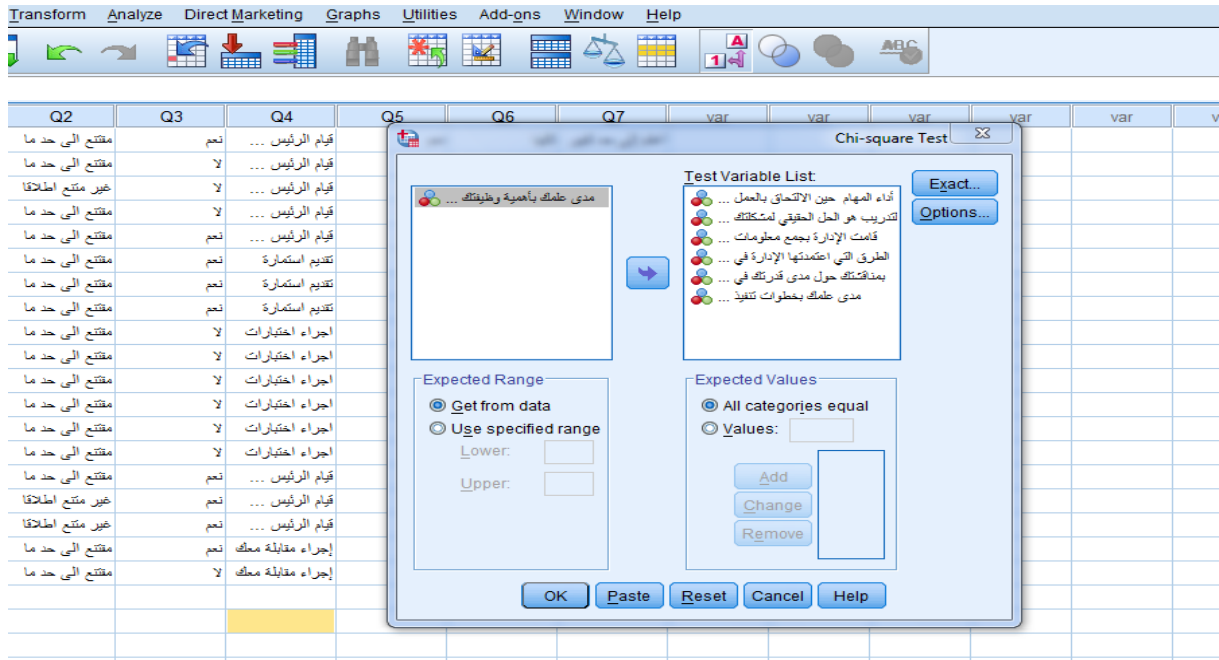 Transform Analyze Direct Marketing Graphs Utilities Add-ons Window Help
A
1
ABC
Q2 Q3 Q4 Q5 Q6 Q7 var var var var var
مقتنع الى حد ما نعم قيام الرئيس ...
مقتنع الى حد ما لا قيام الرئيس ...
غير متنع اطلاقا لا قيام الرئيس ...
مقتنع الى حد ما لا قيام الرئيس ...
مقتنع الى حد ما نعم قيام الرئيس ...
مقتنع الى حد ما نعم تقديم استمارة
مقتنع الى حد ما نعم تقديم استمارة
مقتنع الى حد ما نعم تقديم استمارة
مقتنع الى حد ما لا اجراء اختبارات
مقتنع الى حد ما لا اجراء اختبارات
مقتنع الى حد ما لا اجراء اختبارات
مقتنع الى حد ما لا اجراء اختبارات
مقتنع الى حد ما لا اجراء اختبارات
مقتنع الى حد ما لا اجراء اختبارات
مقتنع الى حد ما نعم قيام الرئيس ...
غير متنع اطلاقا نعم قيام الرئيس ...
غير متنع اطلاقا نعم قيام الرئيس ...
مقتنع الى حد ما نعم إجراء مقابلة معك
مقتنع الى حد ما لا إجراء مقابلة معك
Chi-square Test
مدى علمك بأهمية وظيفتك ...
Test Variable List:
أداء المهام حين الالتحاق بالعمل ...
لتدريب هو الحل الحقيقي لمشكلتك ...
قامت الإدارة بجمع معلومات ...
الطرق التي اعتمدتها الإدارة في ...
بمناقشتك حول مدى قدرتك في ...
مدى علمك بخطوات تنفيذ ...
Exact...
Options...
Expected Range
Get from data
Use specified range
Lower:
Upper:
Expected Values
All categories equal
Values:
Add
Change
Remove
OK Paste Reset Cancel Help